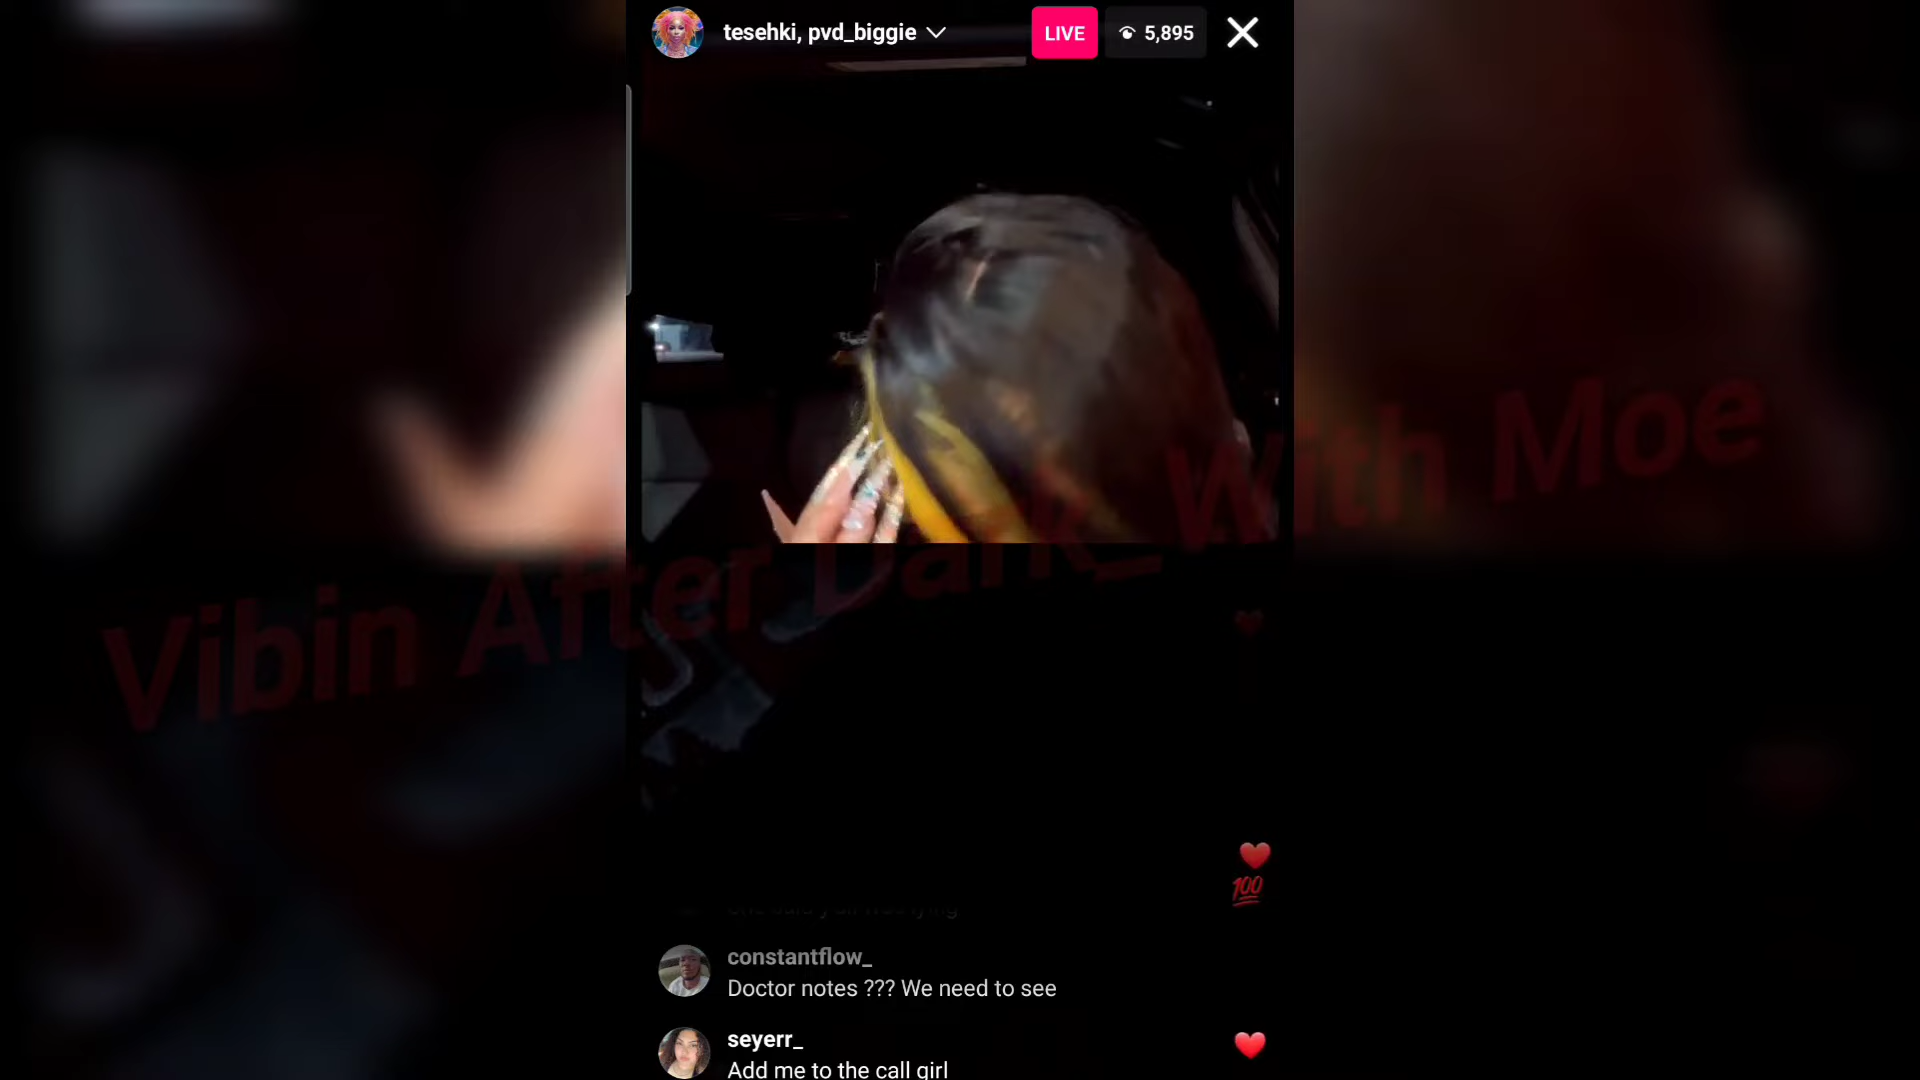 tesehki, pvd_biggie
LIVE
5,895
Vibin After Dark_With Moe
100
constantflow_
Doctor notes ??? We need to see
seyerr_
Add me to the call girl